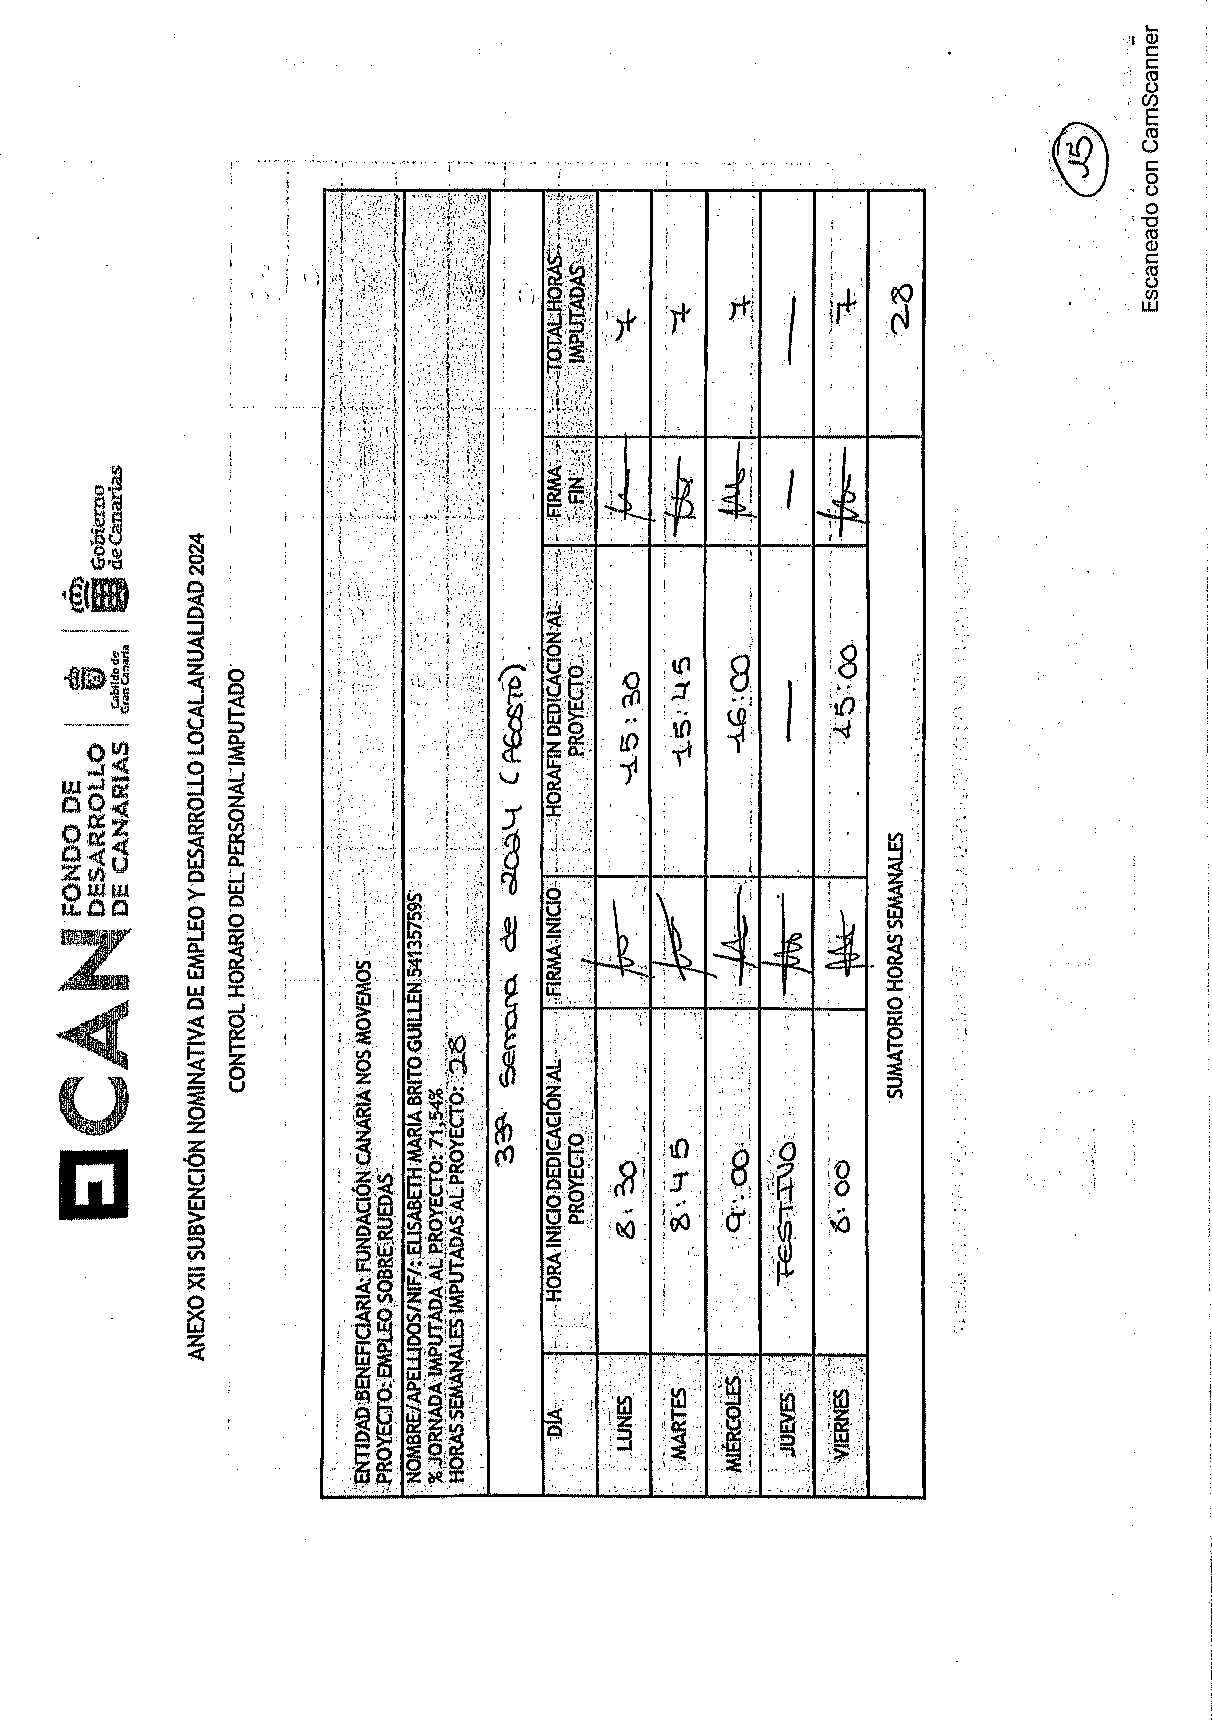 FONDO DE
DESARROLLO
DE CANARIAS
CAN
Cabildo de
Gran Canaria
Gobierno
de Canarias
ANEXO XII SUBVENCIÓN NOMINATIVA DE EMPLEO Y DESARROLLO LOCAL ANUALIDAD 2024
CONTROL HORARIO DEL PERSONAL IMPUTADO
ENTIDAD BENEFICIARIA: FUNDACIÓN CANARIA NOS MOVEMOS
PROYECTO: EMPLEO SOBRE RUEDAS
NOMBRE/APELLIDOS/NIF/: ELISABETH MARIA BRITO GUILLEN 54135759S
% JORNADA IMPUTADA AL PROYECTO: 71,54%
HORAS SEMANALES IMPUTADAS AL PROYECTO: 28
33ª Semana de 2024 (AGOSTO)
DÍA HORA INICIO DEDICACIÓN AL PROYECTO FIRMA INICIO HORA FIN DEDICACIÓN AL PROYECTO FIRMA FIN TOTAL HORAS IMPUTADAS
LUNES 8:30 15:30 7
MARTES 8:45 15:45 7
MIÉRCOLES 9:00 16:00 7
JUEVES FESTIVO — — —
VIERNES 8:00 15:00 7
SUMATORIO HORAS SEMANALES 28
15
Escaneado con CamScanner